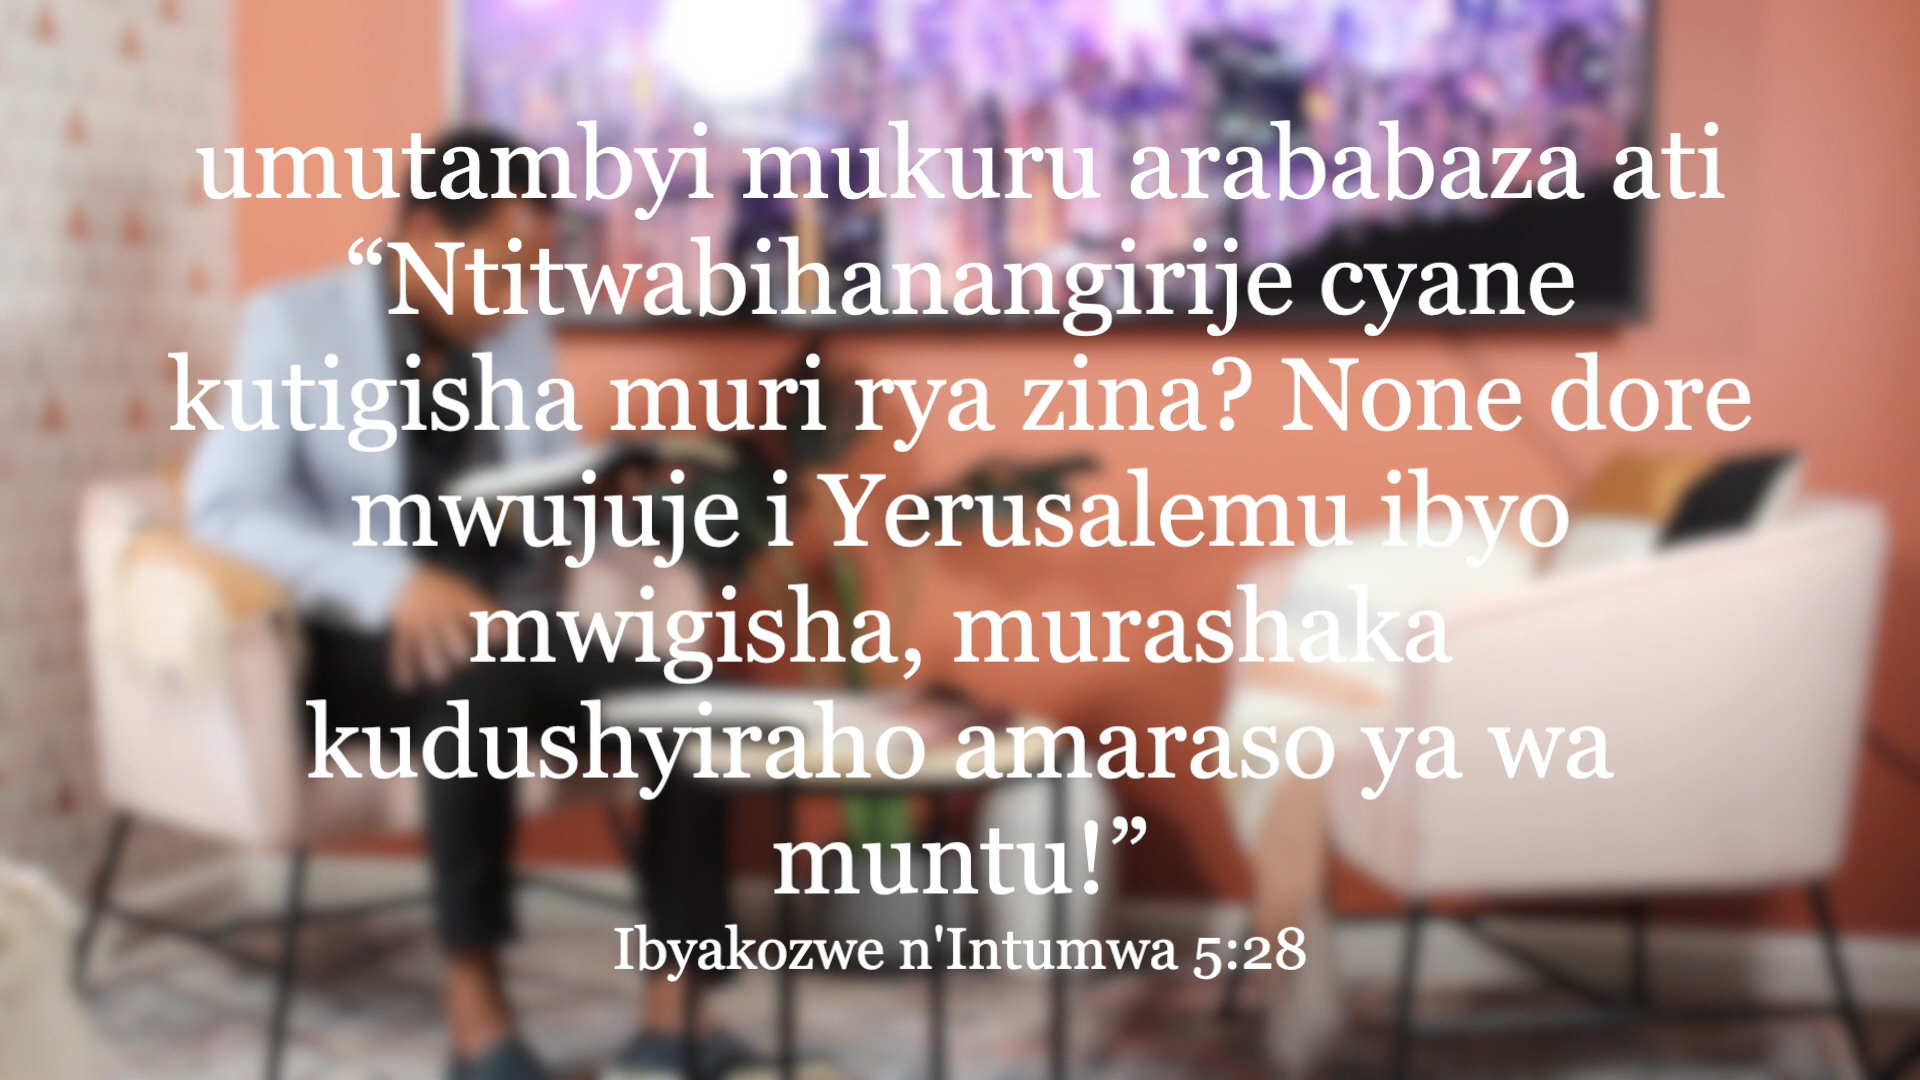 umutambyi mukuru arababaza ati
“Ntitwabihanangirije cyane
kutigisha muri rya zina? None dore
mwujuje i Yerusalemu ibyo
mwigisha, murashaka
kudushyiraho amaraso ya wa
muntu!”
Ibyakozwe n'Intumwa 5:28